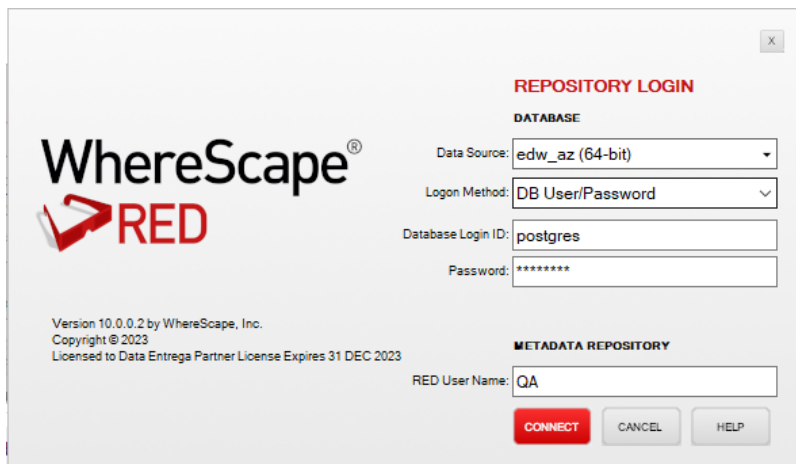 X
REPOSITORY LOGIN
DATABASE
Data Source: edw_az (64-bit)
Logon Method: DB User/Password
Database Login ID: postgres
Password: ********
WhereScape®
RED
Version 10.0.0.2 by WhereScape, Inc.
Copyright © 2023
Licensed to Data Entrega Partner License Expires 31 DEC 2023
METADATA REPOSITORY
RED User Name: QA
CONNECT CANCEL HELP